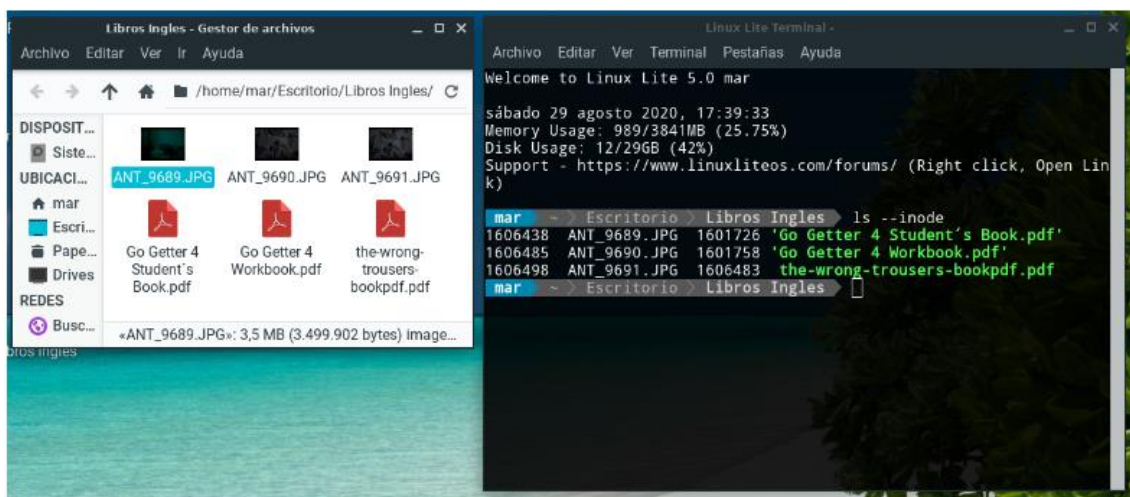 Libros Ingles - Gestor de archivos
Archivo Editar Ver Ir Ayuda
/home/mar/Escritorio/Libros Ingles/
DISPOSIT...
Siste...
UBICACI...
mar
Escri...
Pape...
Drives
REDES
Busc...
ANT_9689.JPG ANT_9690.JPG ANT_9691.JPG
Go Getter 4 Student´s Book.pdf
Go Getter 4 Workbook.pdf
the-wrong-trousers-bookpdf.pdf
«ANT_9689.JPG»: 3,5 MB (3.499.902 bytes) image...
bros Ingles
Linux Lite Terminal -
Archivo Editar Ver Terminal Pestañas Ayuda
Welcome to Linux Lite 5.0 mar
sábado 29 agosto 2020, 17:39:33
Memory Usage: 989/3841MB (25.75%)
Disk Usage: 12/29GB (42%)
Support - https://www.linuxliteos.com/forums/ (Right click, Open Lin
k)
mar ~ Escritorio Libros Ingles ls --inode
1606438 ANT_9689.JPG 1601726 'Go Getter 4 Student´s Book.pdf'
1606485 ANT_9690.JPG 1601758 'Go Getter 4 Workbook.pdf'
1606498 ANT_9691.JPG 1606483 the-wrong-trousers-bookpdf.pdf
mar ~ Escritorio Libros Ingles